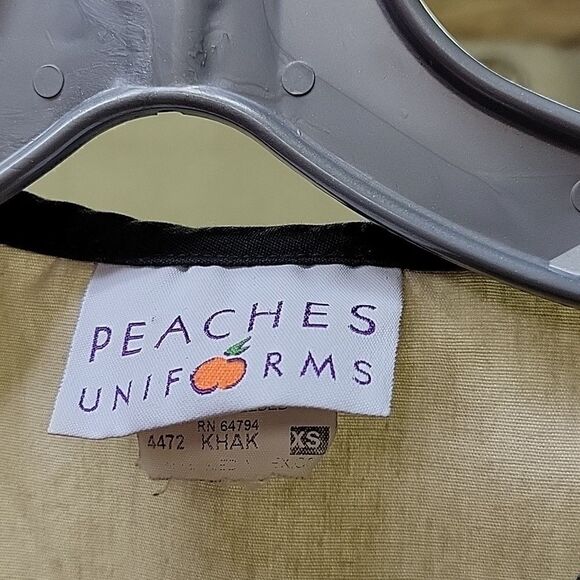 PEACHES
UNIFORMS
RN 64794
4472 KHAK XS